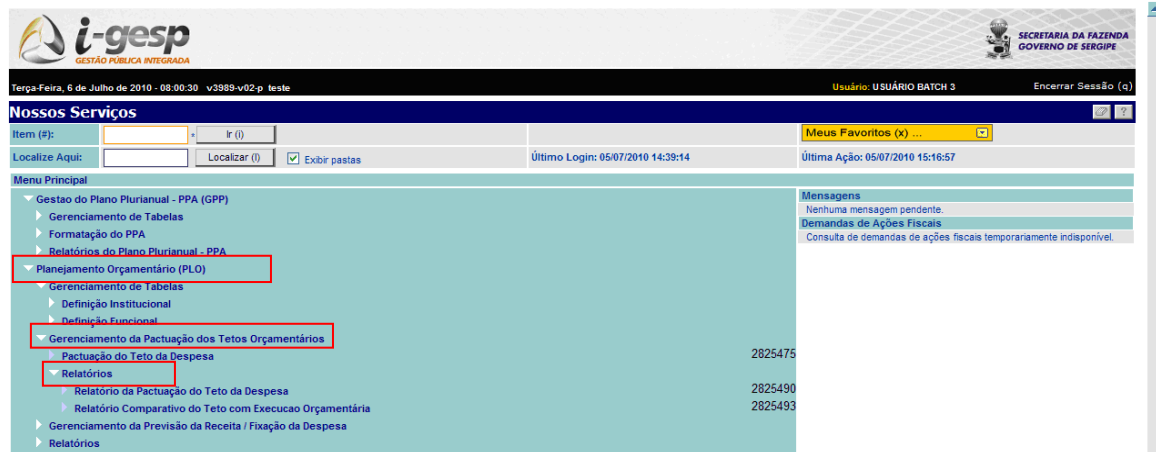 i-gesp
GESTÃO PÚBLICA INTEGRADA
SECRETARIA DA FAZENDA
GOVERNO DE SERGIPE
Terça-Feira, 6 de Julho de 2010 - 08:00:30 v3989-v02-p teste
Usuário: USUÁRIO BATCH 3
Encerrar Sessão (q)
Nossos Serviços
?
Item (#): * Ir (i) Meus Favoritos (x) ...
Localize Aqui: Localizar (l) Exibir pastas Último Login: 05/07/2010 14:39:14 Última Ação: 05/07/2010 15:16:57
Menu Principal
Gestao do Plano Plurianual - PPA (GPP)
Gerenciamento de Tabelas
Formatação do PPA
Relatórios do Plano Plurianual - PPA
Planejamento Orçamentário (PLO)
Gerenciamento de Tabelas
Definição Institucional
Definição Funcional
Gerenciamento da Pactuação dos Tetos Orçamentários
Pactuação do Teto da Despesa 2825475
Relatórios
Relatório da Pactuação do Teto da Despesa 2825490
Relatório Comparativo do Teto com Execucao Orçamentária 2825493
Gerenciamento da Previsão da Receita / Fixação da Despesa
Relatórios
Mensagens
Nenhuma mensagem pendente.
Demandas de Ações Fiscais
Consulta de demandas de ações fiscais temporariamente indisponível.